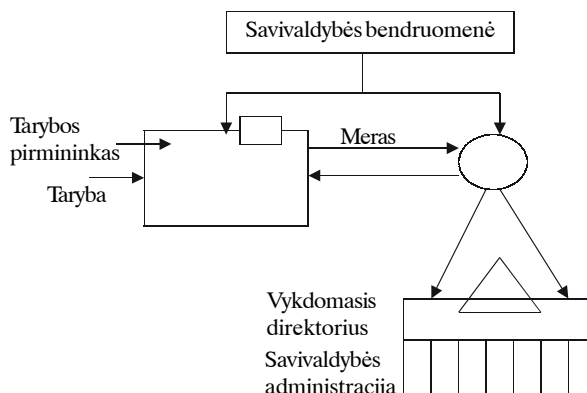 Savivaldybės bendruomenė
Tarybos
pirmininkas
Meras
Taryba
Vykdomasis
direktorius
Savivaldybės
administracija